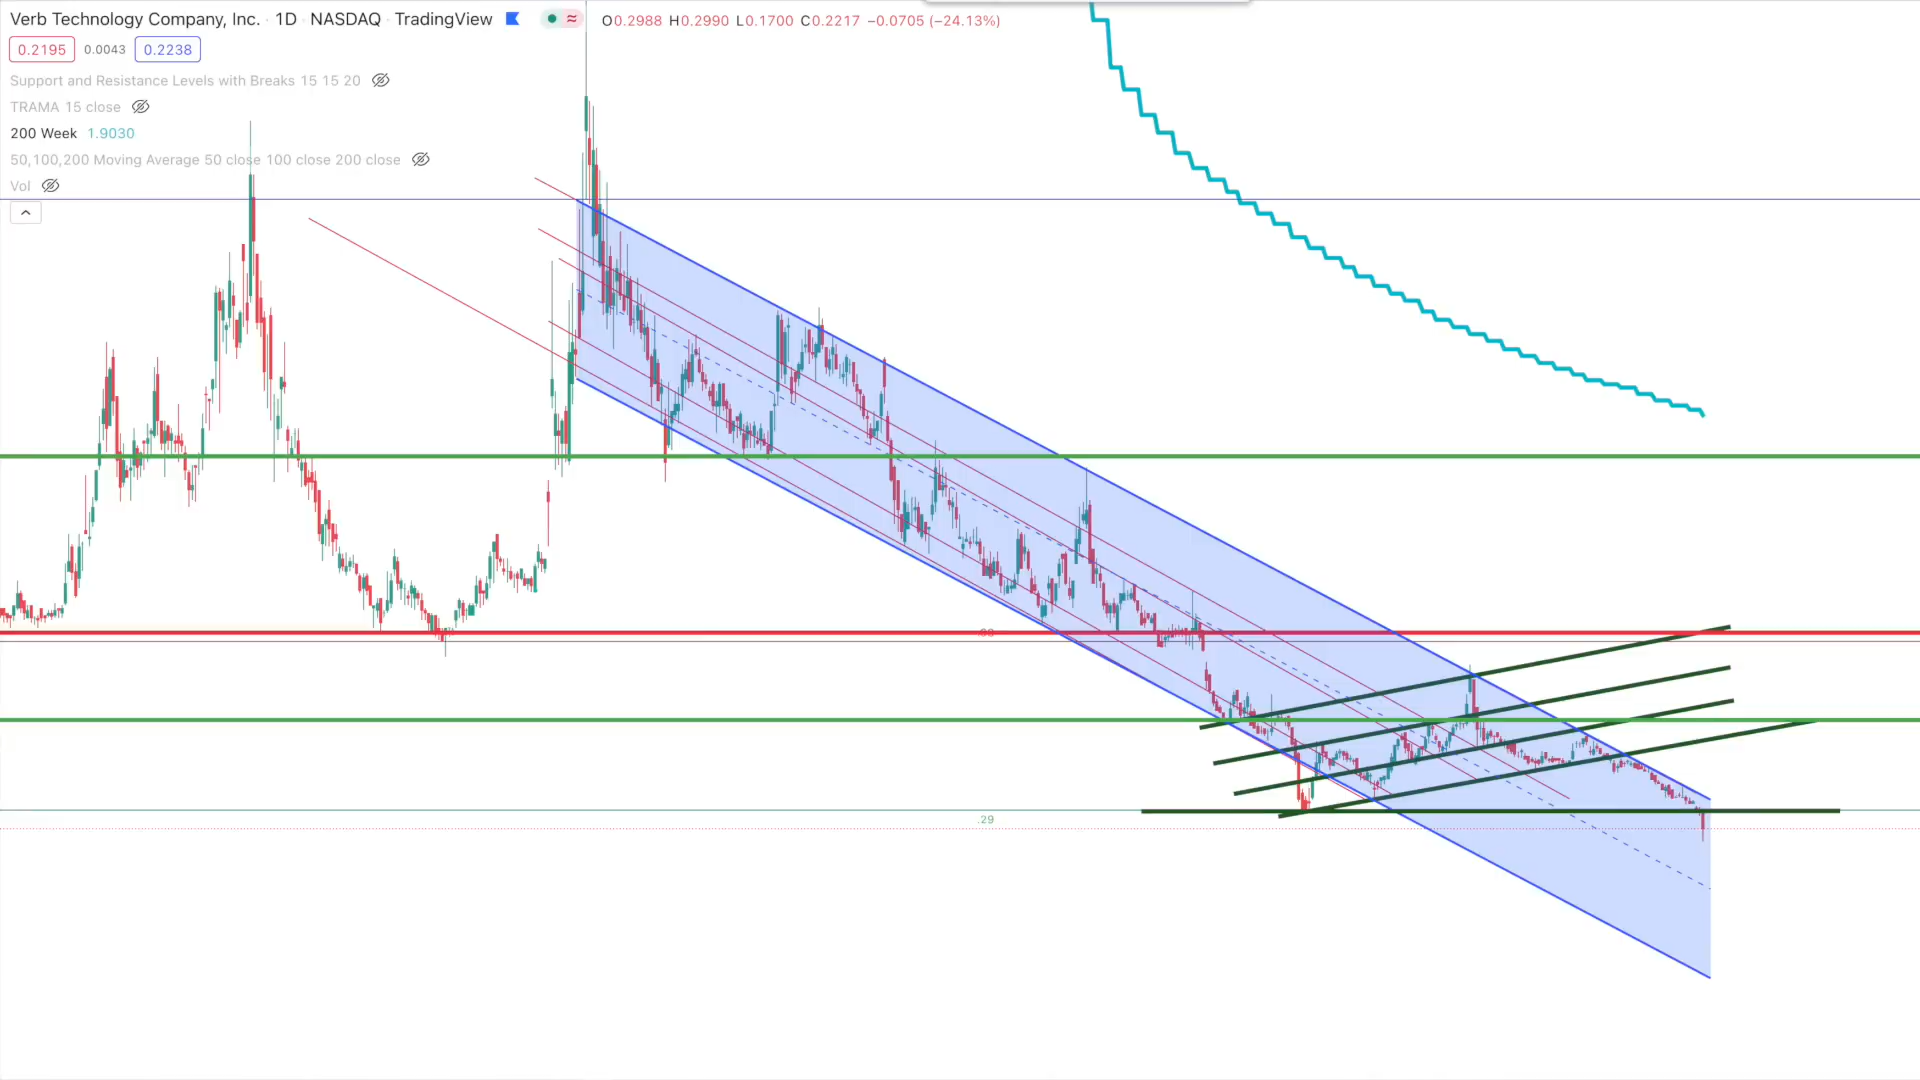 Verb Technology Company, Inc. · 1D · NASDAQ · TradingView
O0.2988 H0.2990 L0.1700 C0.2217 −0.0705 (−24.13%)
0.2195 0.0043 0.2238
Support and Resistance Levels with Breaks 15 15 20
TRAMA 15 close
200 Week 1.9030
50,100,200 Moving Average 50 close 100 close 200 close
Vol
.29